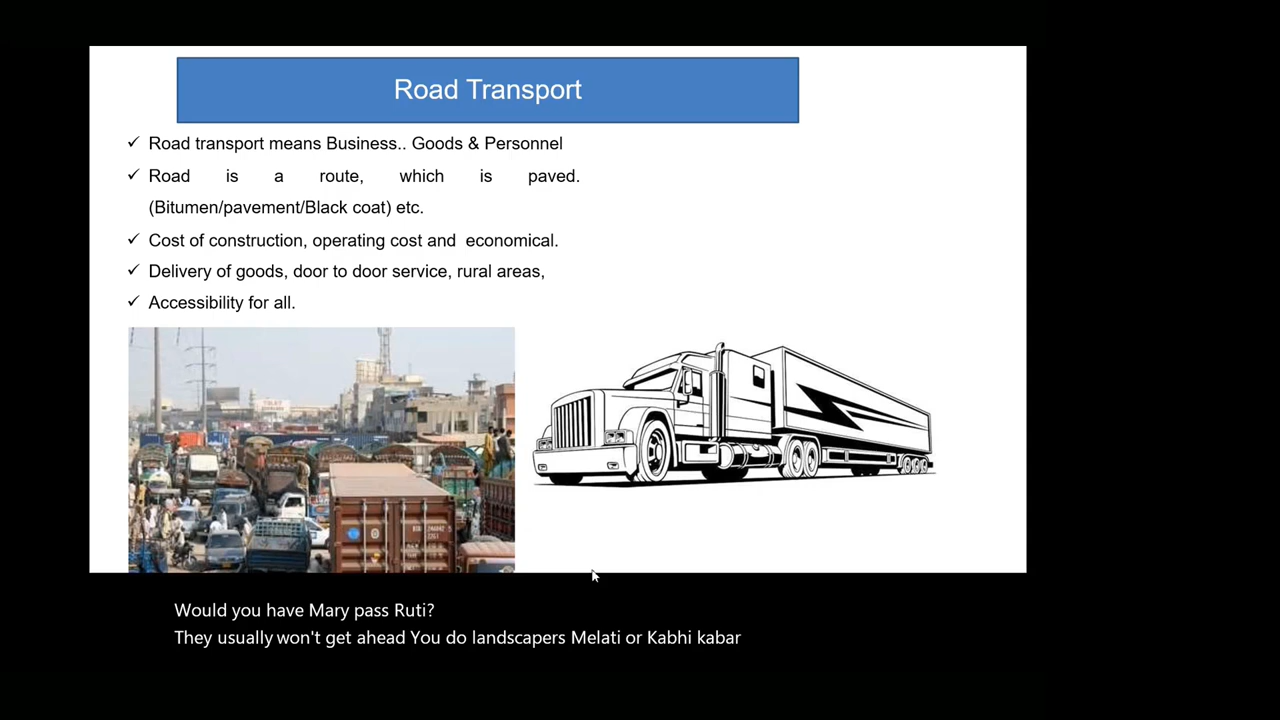 Road Transport
✓ Road transport means Business.. Goods & Personnel
✓ Road is a route, which is paved.
(Bitumen/pavement/Black coat) etc.
✓ Cost of construction, operating cost and economical.
✓ Delivery of goods, door to door service, rural areas,
✓ Accessibility for all.
Would you have Mary pass Ruti?
They usually won't get ahead You do landscapers Melati or Kabhi kabar